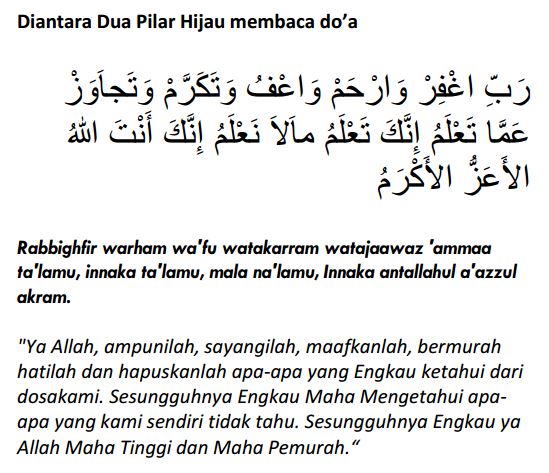 Diantara Dua Pilar Hijau membaca do’a
رَبِّ اغْفِرْ وَارْحَمْ وَاعْفُ وَتَكَرَّمْ وَتَجاَوَزْ
عَمَّا تَعْلَمُ إِنَّكَ تَعْلَمُ ماَلاَ نَعْلَمُ إِنَّكَ أَنْتَ اللهُ
الأَعَزُّ الأَكْرَمُ
Rabbighfir warham wa'fu watakarram watajaawaz 'ammaa
ta'lamu, innaka ta'lamu, mala na'lamu, Innaka antallahul a'azzul
akram.
"Ya Allah, ampunilah, sayangilah, maafkanlah, bermurah
hatilah dan hapuskanlah apa-apa yang Engkau ketahui dari
dosakami. Sesungguhnya Engkau Maha Mengetahui apa-
apa yang kami sendiri tidak tahu. Sesungguhnya Engkau ya
Allah Maha Tinggi dan Maha Pemurah.“